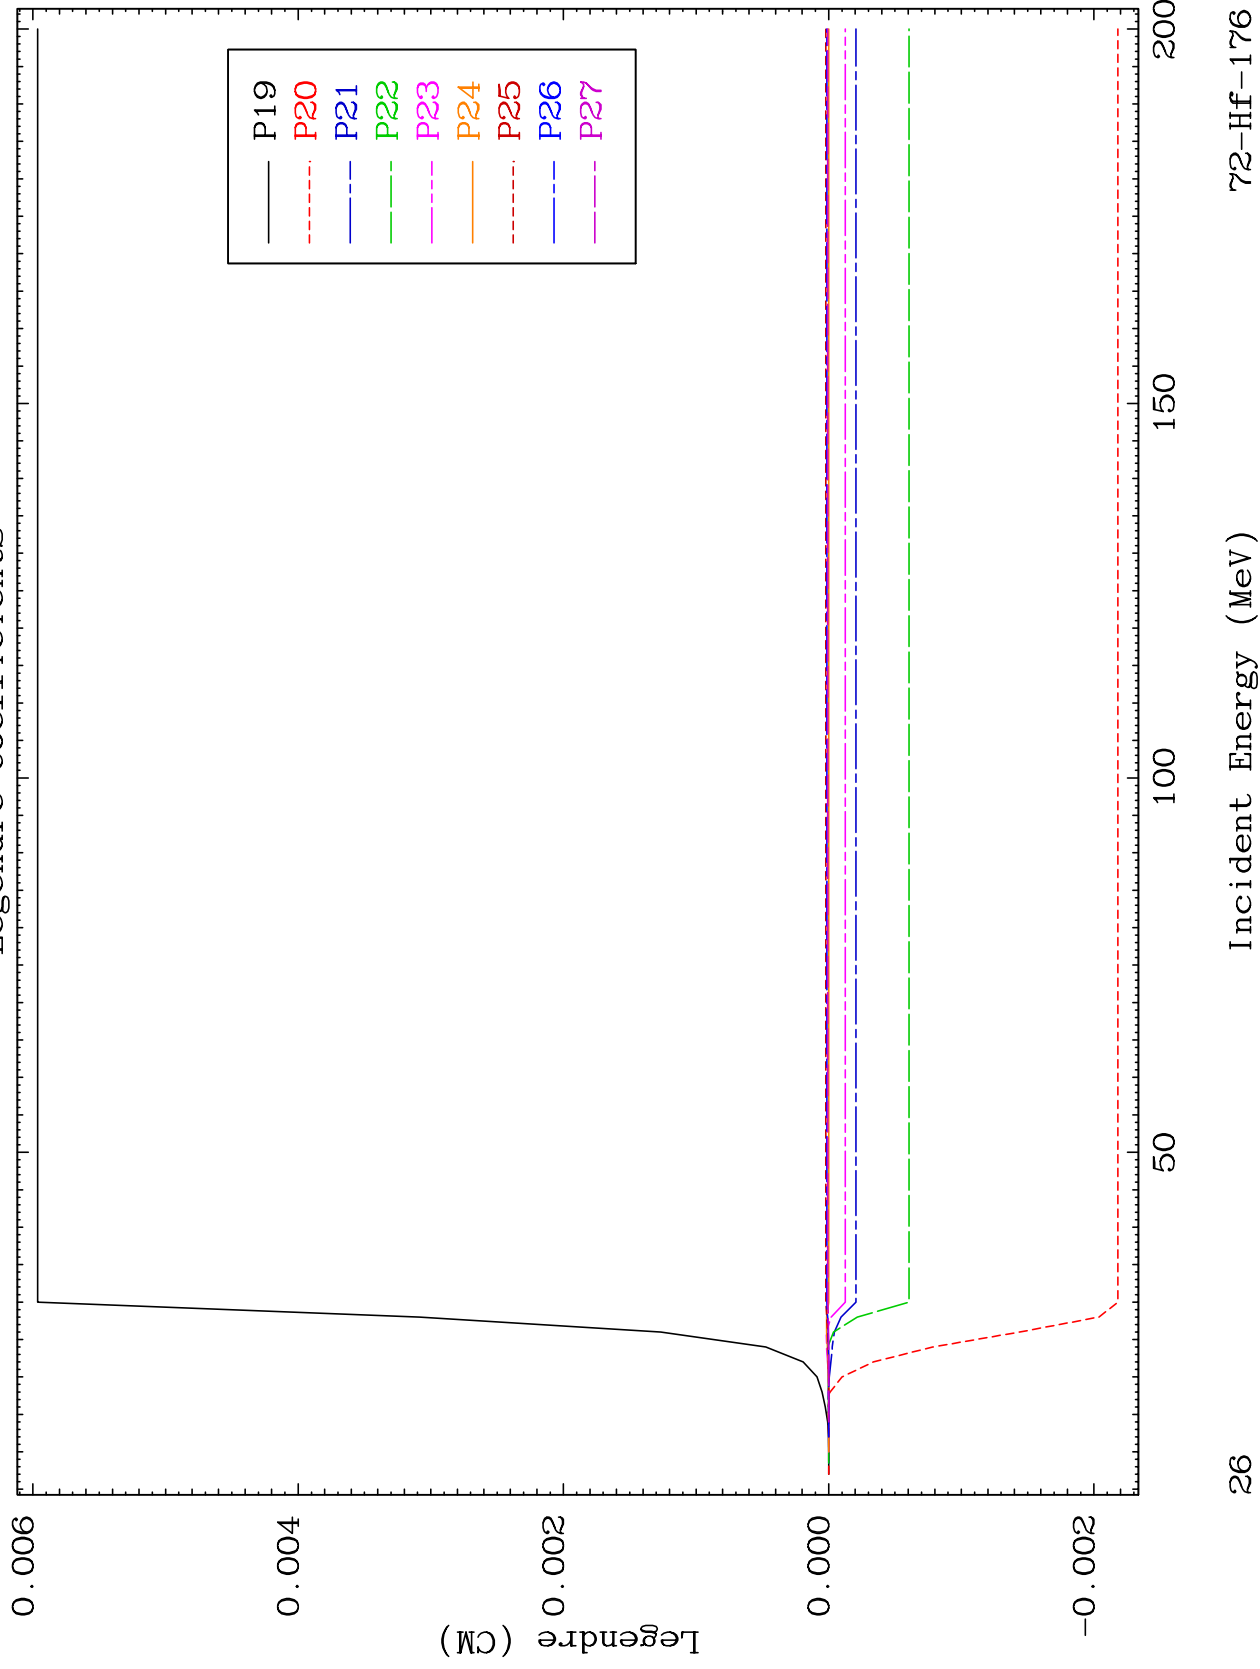 Legendre Coefficients
0.006
0.004
0.002
0.000
-0.002
Legendre (CM)
P19
P20
P21
P22
P23
P24
P25
P26
P27
50
100
150
200
26
Incident Energy (MeV)
72-Hf-176